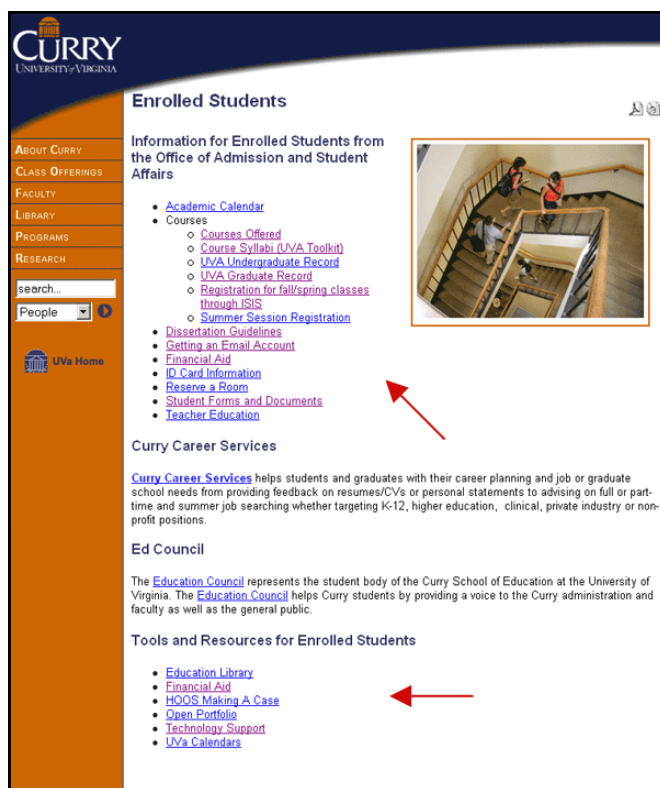 CURRY
UNIVERSITY of VIRGINIA
Enrolled Students
ABOUT CURRY
CLASS OFFERINGS
FACULTY
LIBRARY
PROGRAMS
RESEARCH
search...
People
UVa Home
Information for Enrolled Students from
the Office of Admission and Student
Affairs
Academic Calendar
Courses
Courses Offered
Course Syllabi (UVA Toolkit)
UVA Undergraduate Record
UVA Graduate Record
Registration for fall/spring classes
through ISIS
Summer Session Registration
Dissertation Guidelines
Getting an Email Account
Financial Aid
ID Card Information
Reserve a Room
Student Forms and Documents
Teacher Education
Curry Career Services
Curry Career Services helps students and graduates with their career planning and job or graduate
school needs from providing feedback on resumes/CVs or personal statements to advising on full or part-
time and summer job searching whether targeting K-12, higher education, clinical, private industry or non-
profit positions.
Ed Council
The Education Council represents the student body of the Curry School of Education at the University of
Virginia. The Education Council helps Curry students by providing a voice to the Curry administration and
faculty as well as the general public.
Tools and Resources for Enrolled Students
Education Library
Financial Aid
HOOS Making A Case
Open Portfolio
Technology Support
UVa Calendars